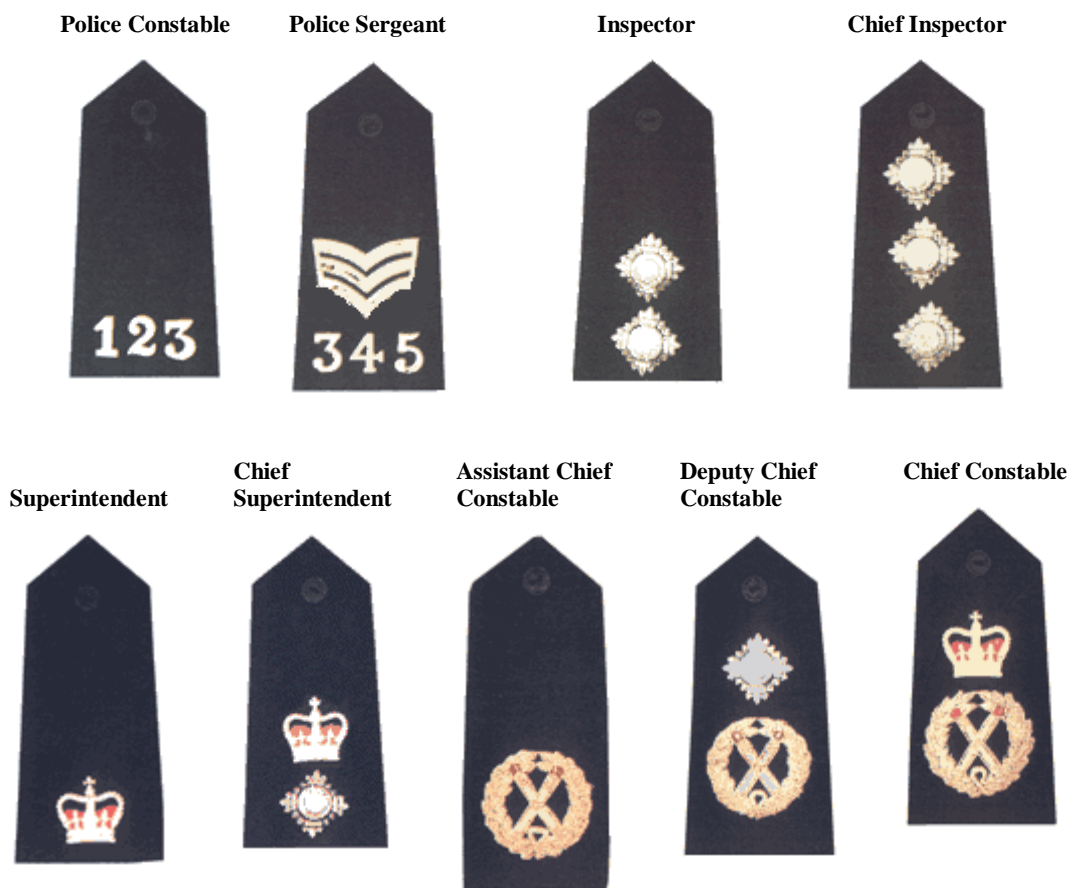 Police Constable
Police Sergeant
Inspector
Chief Inspector
123
345
Superintendent
Chief
Superintendent
Assistant Chief
Constable
Deputy Chief
Constable
Chief Constable